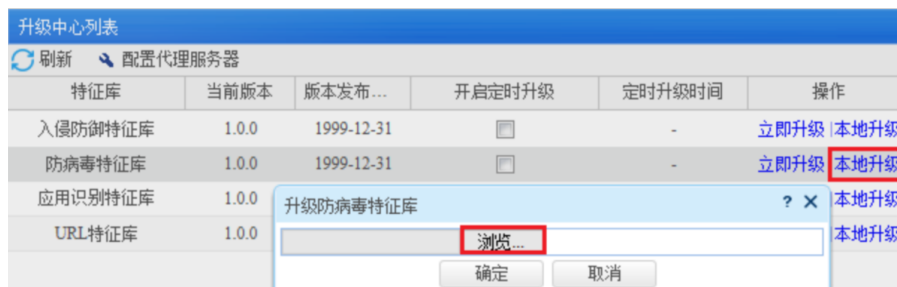 升级中心列表
刷新 配置代理服务器
特征库 当前版本 版本发布... 开启定时升级 定时升级时间 操作
入侵防御特征库 1.0.0 1999-12-31 - 立即升级 | 本地升级
防病毒特征库 1.0.0 1999-12-31 - 立即升级 本地升级
应用识别特征库 1.0.0 本地升级
URL特征库 1.0.0 本地升级
升级防病毒特征库 ? X
浏览...
确定 取消